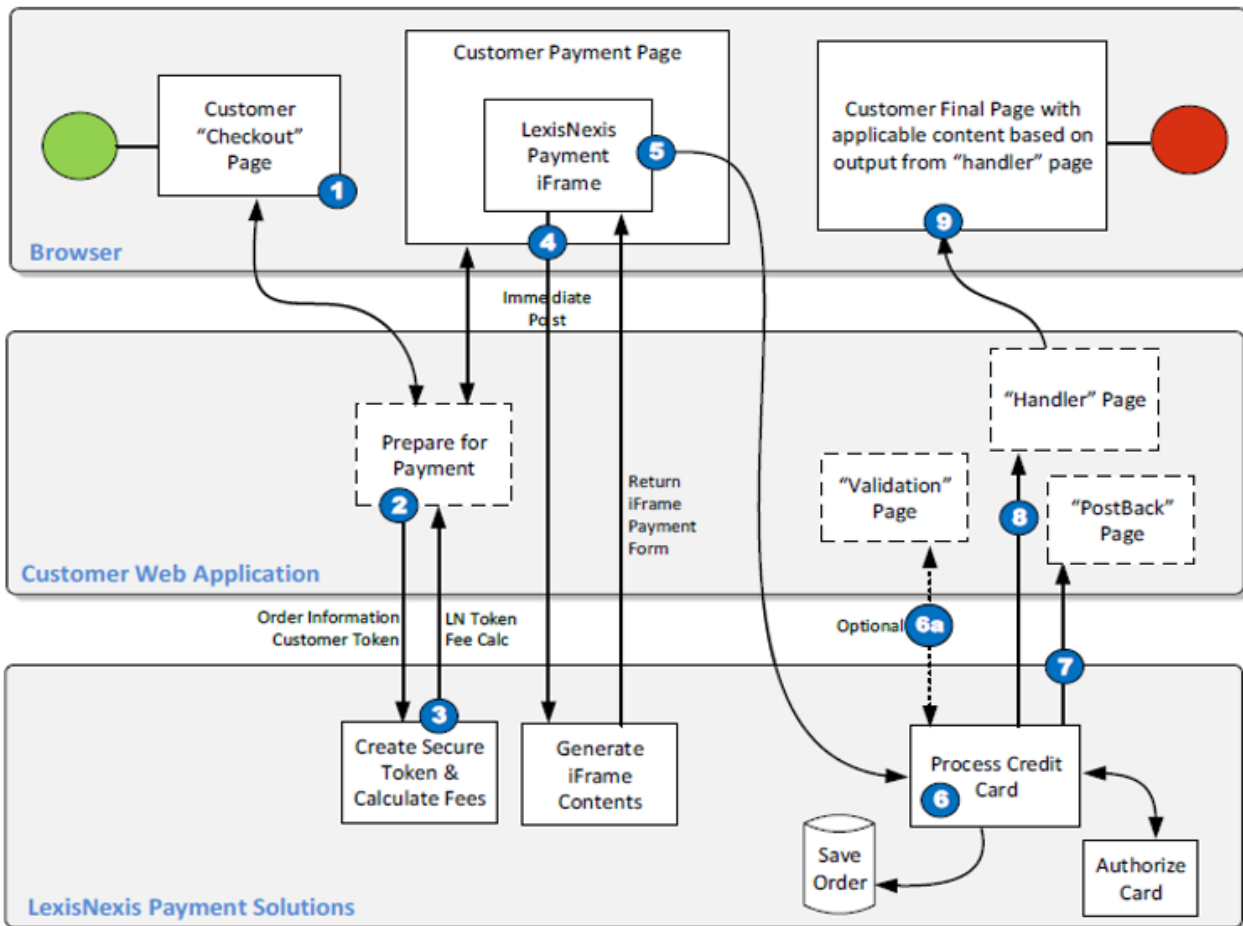 Customer
“Checkout”
Page
1
Customer Payment Page
LexisNexis
Payment
iFrame
5
4
Customer Final Page with
applicable content based on
output from “handler” page
9
Browser
Immediate
Post
Prepare for
Payment
2
Return
iFrame
Payment
Form
“Handler” Page
“Validation”
Page
8
“PostBack”
Page
Customer Web Application
Order Information
Customer Token
LN Token
Fee Calc
Optional
6a
7
3
Create Secure
Token &
Calculate Fees
Generate
iFrame
Contents
Process Credit
Card
6
Save
Order
Authorize
Card
LexisNexis Payment Solutions